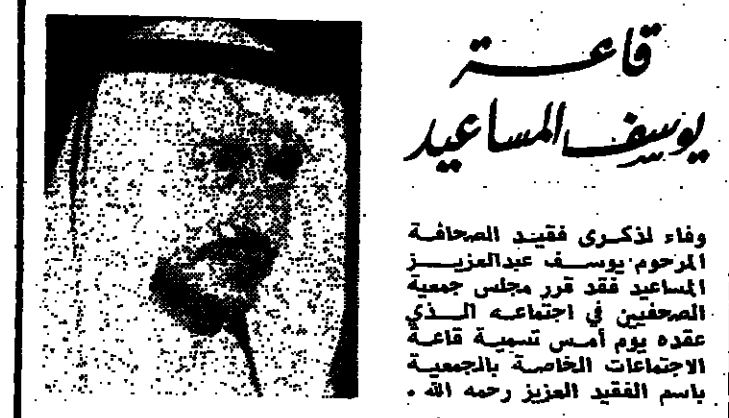 قاعة
يوسف المساعيد
وفاء لذكرى فقيد الصحافة
المرحوم يوسف عبدالعزيز
المساعيد فقد قرر مجلس جمعية
الصحفيين في اجتماعه الذي
عقده يوم أمس تسمية قاعة
الاجتماعات الخاصة بالجمعية
باسم الفقيد العزيز رحمه الله .